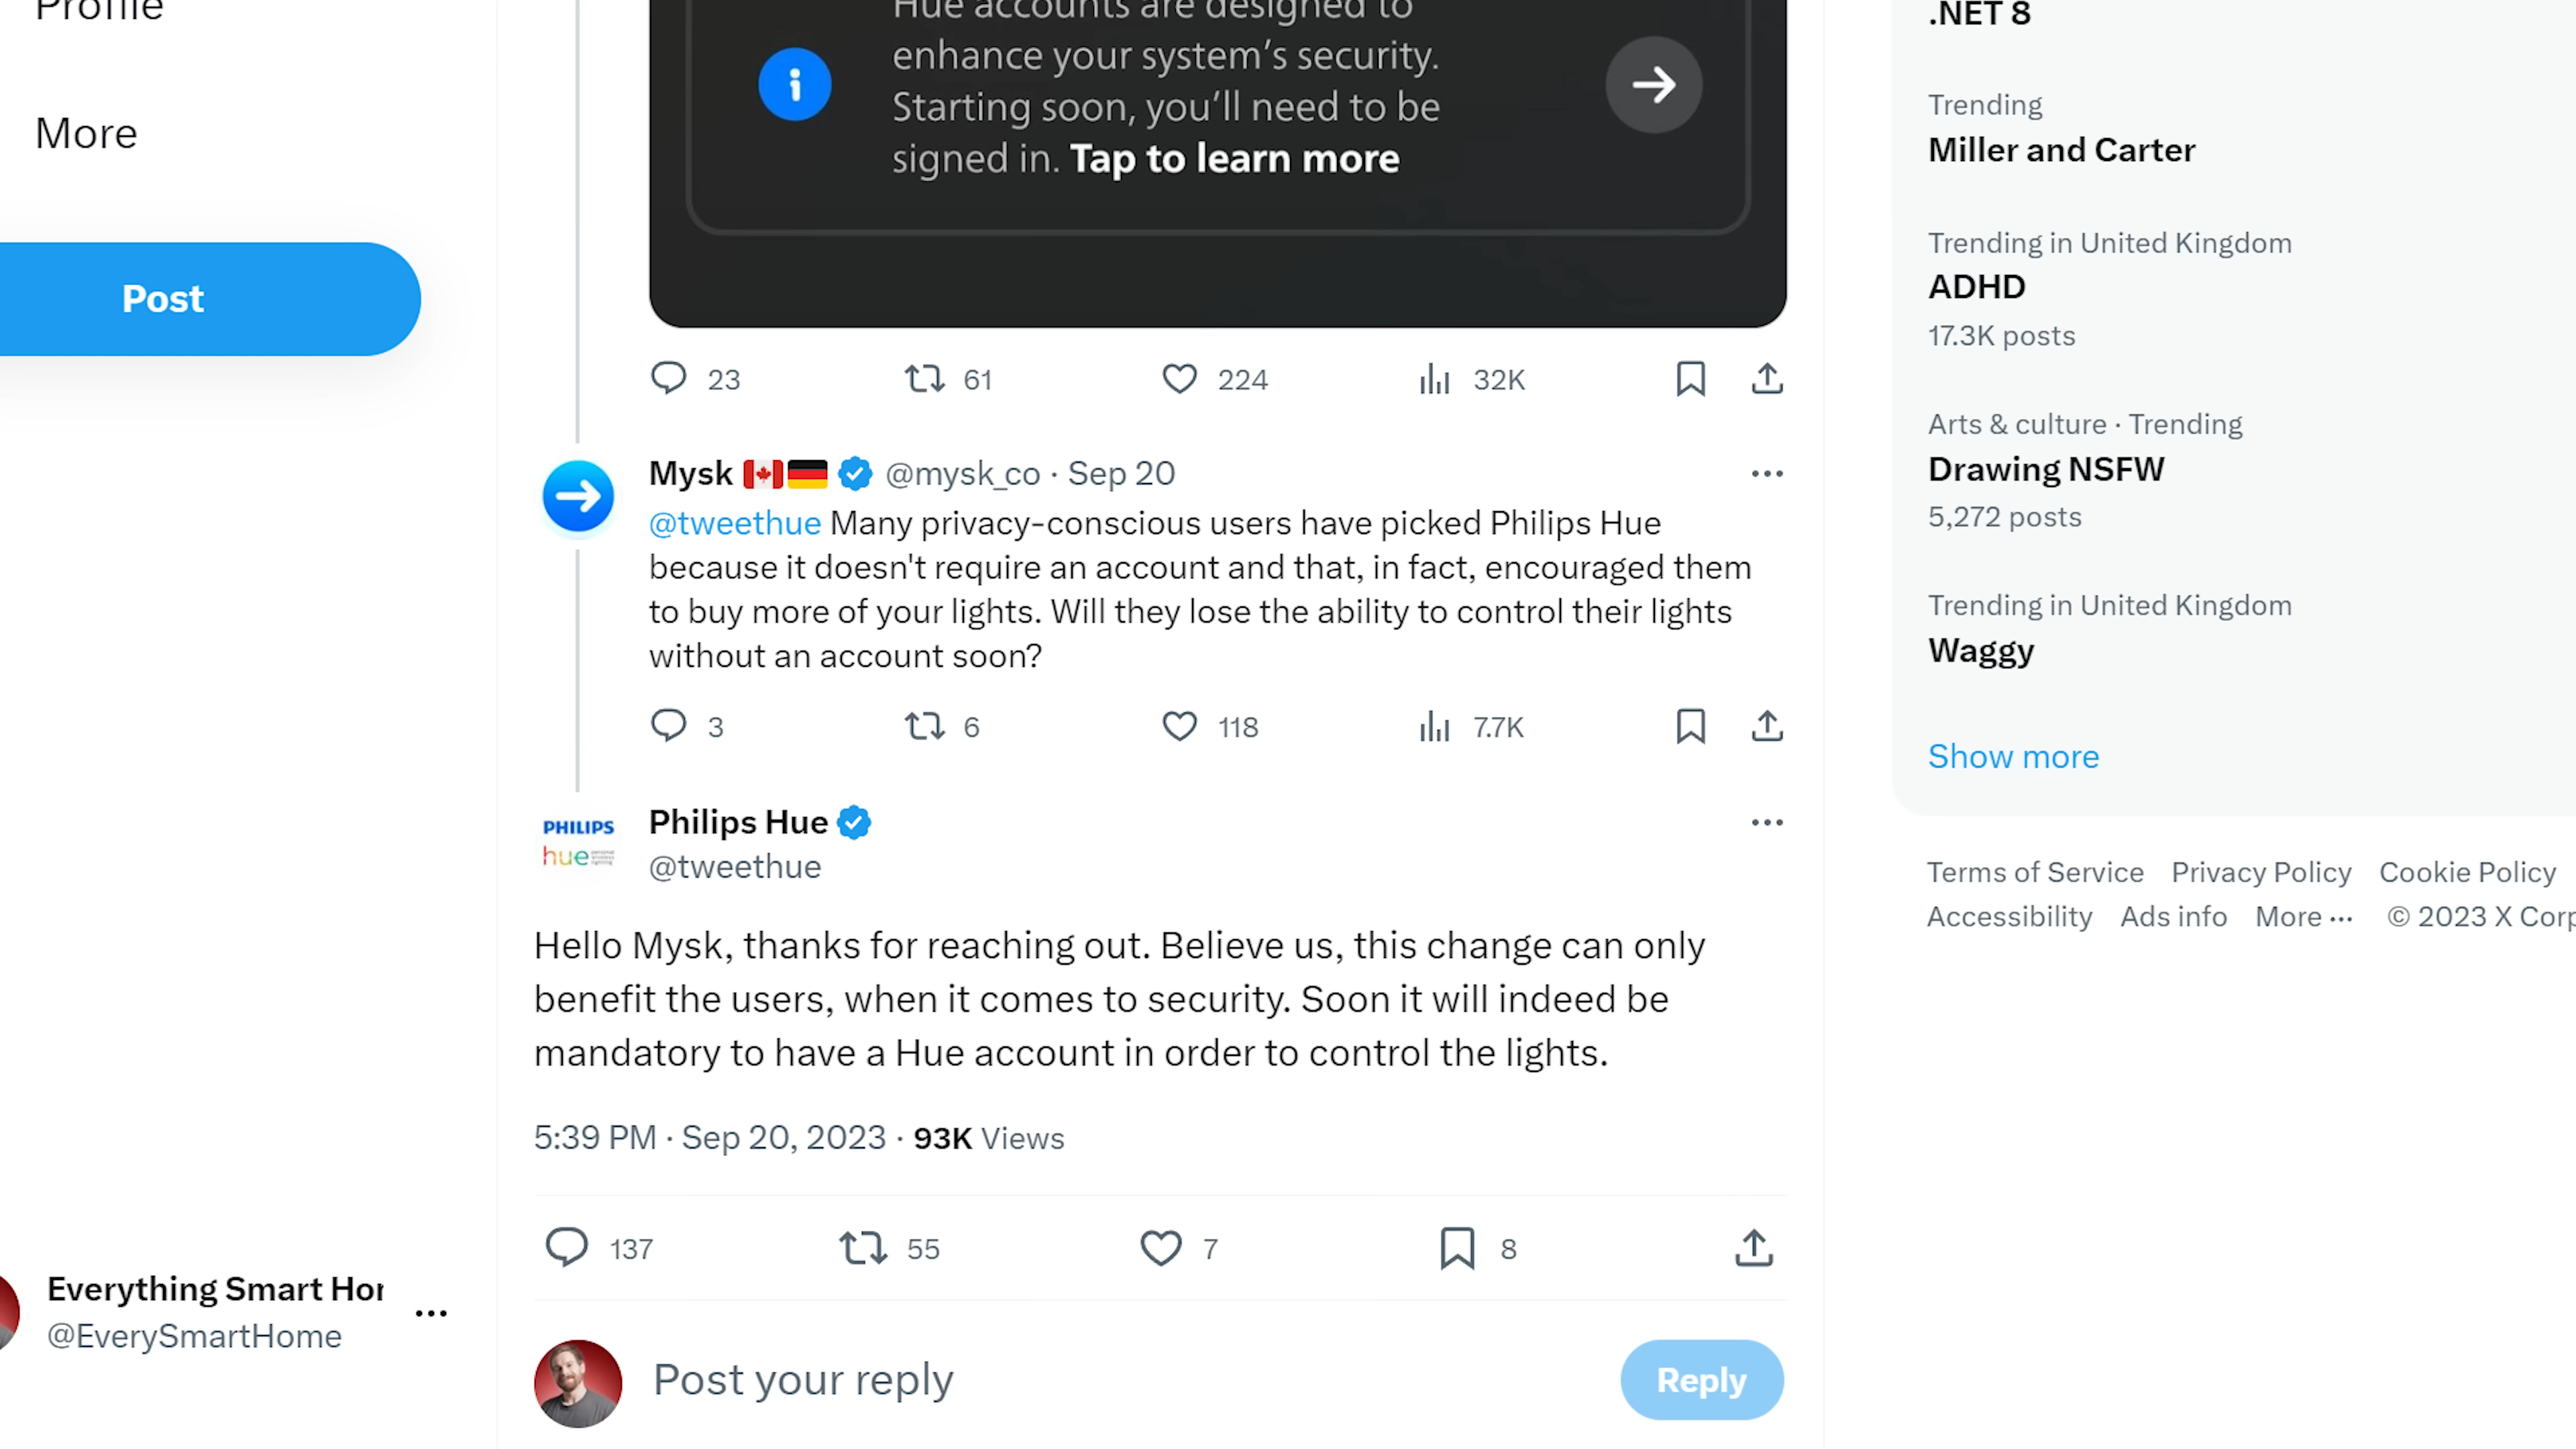 Profile
More
Post
Everything Smart Hor
@EverySmartHome
Hue accounts are designed to
enhance your system's security.
Starting soon, you'll need to be
signed in. Tap to learn more
23 61 224 32K
Mysk @mysk_co · Sep 20
@tweethue Many privacy-conscious users have picked Philips Hue
because it doesn't require an account and that, in fact, encouraged them
to buy more of your lights. Will they lose the ability to control their lights
without an account soon?
3 6 118 7.7K
PHILIPS
hue
Philips Hue
@tweethue
Hello Mysk, thanks for reaching out. Believe us, this change can only
benefit the users, when it comes to security. Soon it will indeed be
mandatory to have a Hue account in order to control the lights.
5:39 PM · Sep 20, 2023 · 93K Views
137 55 7 8
Post your reply
Reply
.NET 8
Trending
Miller and Carter
Trending in United Kingdom
ADHD
17.3K posts
Arts & culture · Trending
Drawing NSFW
5,272 posts
Trending in United Kingdom
Waggy
Show more
Terms of Service Privacy Policy Cookie Policy
Accessibility Ads info More ··· © 2023 X Corp